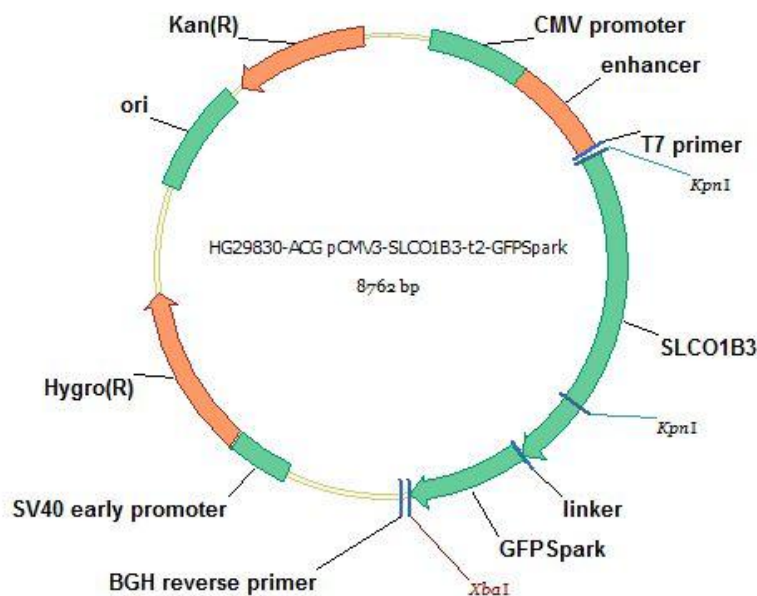 Kan(R)
CMV promoter
enhancer
ori
T7 primer
KpnI
HG29830-ACG pCMV3-SLCO1B3-t2-GFPSpark
8762 bp
SLCO1B3
Hygro(R)
KpnI
linker
SV40 early promoter
GFPSpark
BGH reverse primer
XbaI